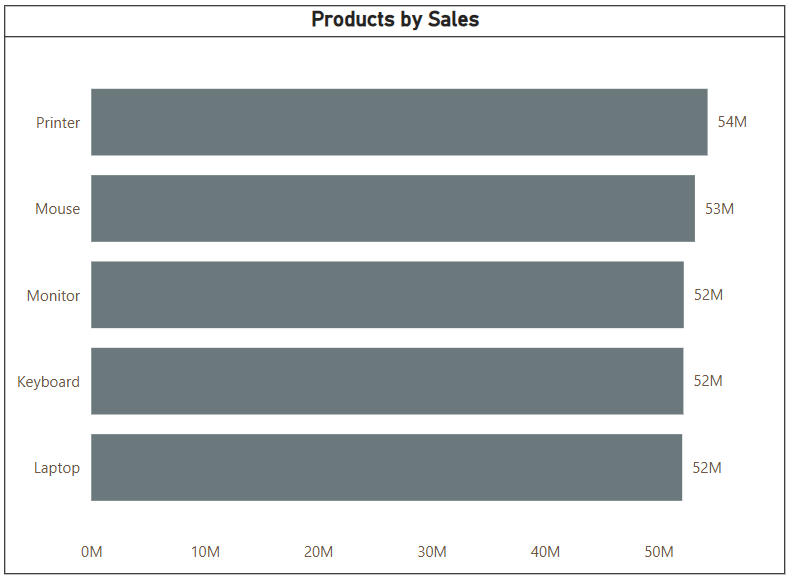 Products by Sales
Printer 54M
Mouse 53M
Monitor 52M
Keyboard 52M
Laptop 52M
0M 10M 20M 30M 40M 50M